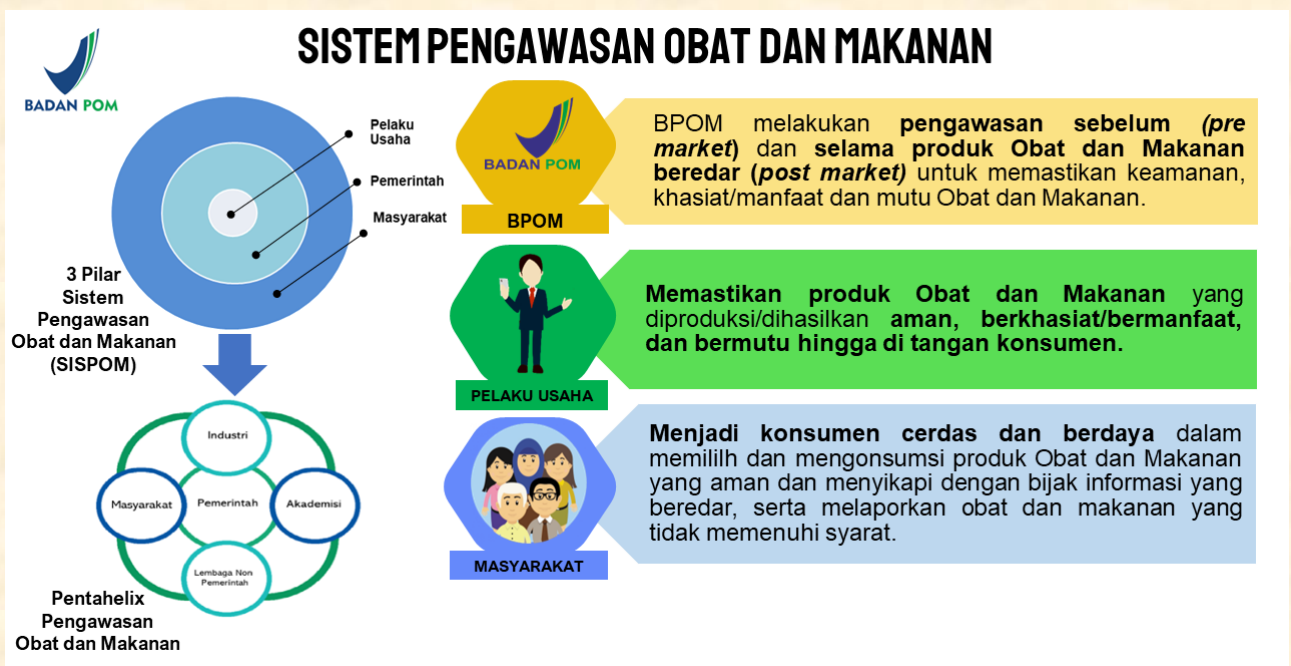 SISTEM PENGAWASAN OBAT DAN MAKANAN
BADAN POM
Pelaku
Usaha
Pemerintah
Masyarakat
3 Pilar
Sistem
Pengawasan
Obat dan Makanan
(SISPOM)
Industri
Masyarakat
Pemerintah
Akademisi
Lembaga Non
Pemerintah
Pentahelix
Pengawasan
Obat dan Makanan
BADAN POM
BPOM
BPOM melakukan pengawasan sebelum (pre
market) dan selama produk Obat dan Makanan
beredar (post market) untuk memastikan keamanan,
khasiat/manfaat dan mutu Obat dan Makanan.
PELAKU USAHA
Memastikan produk Obat dan Makanan yang
diproduksi/dihasilkan aman, berkhasiat/bermanfaat,
dan bermutu hingga di tangan konsumen.
MASYARAKAT
Menjadi konsumen cerdas dan berdaya dalam
memililh dan mengonsumsi produk Obat dan Makanan
yang aman dan menyikapi dengan bijak informasi yang
beredar, serta melaporkan obat dan makanan yang
tidak memenuhi syarat.